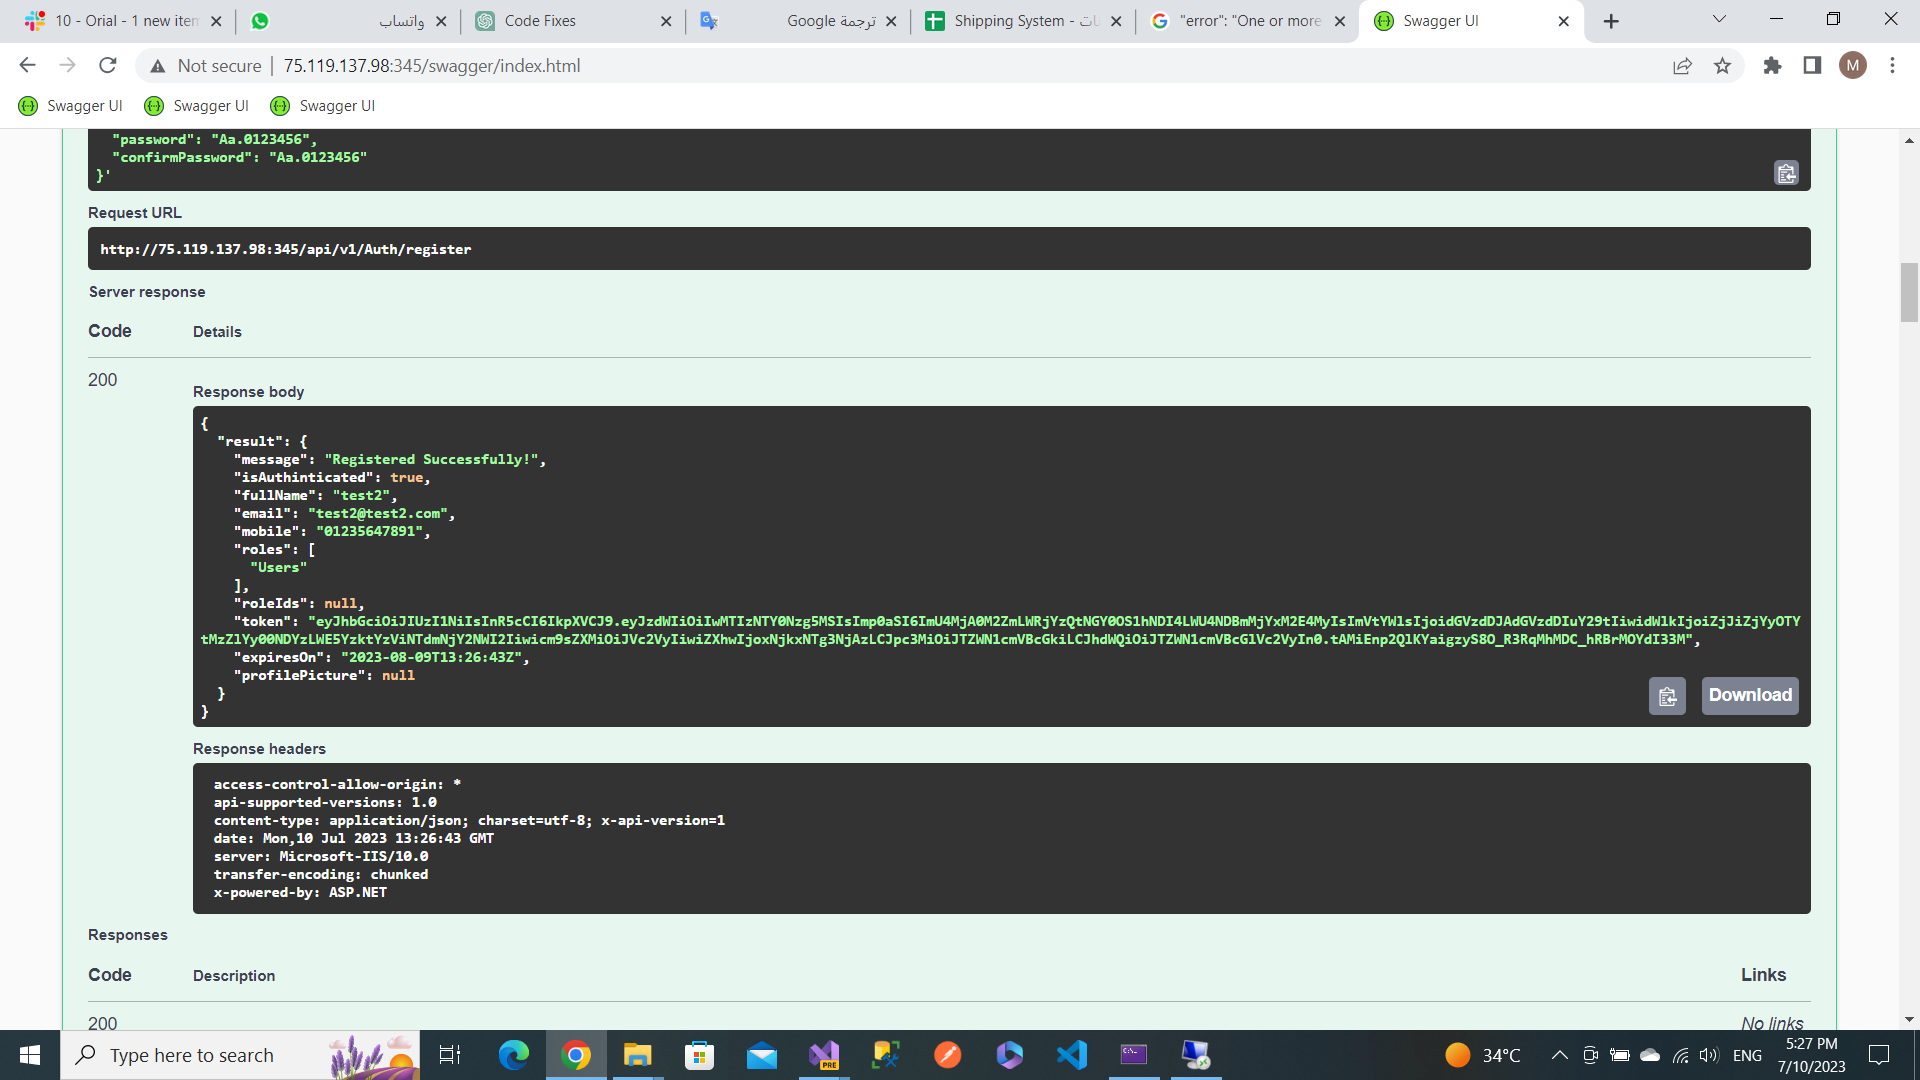 10 - Orial - 1 new item
واتساب
Code Fixes
ترجمة Google
Shipping System - 
"error": "One or more
Swagger UI
Not secure
75.119.137.98:345/swagger/index.html
M
Swagger UI
Swagger UI
Swagger UI
"password": "Aa.0123456",
"confirmPassword": "Aa.0123456"
}'
Request URL
http://75.119.137.98:345/api/v1/Auth/register
Server response
Code Details
200
Response body
{
"result": {
"message": "Registered Successfully!",
"isAuthinticated": true,
"fullName": "test2",
"email": "test2@test2.com",
"mobile": "01235647891",
"roles": [
"Users"
],
"roleIds": null,
"token":
"expiresOn": "2023-08-09T13:26:43Z",
"profilePicture": null
}
}
Download
Response headers
access-control-allow-origin: *
api-supported-versions: 1.0
content-type: application/json; charset=utf-8; x-api-version=1
date: Mon,10 Jul 2023 13:26:43 GMT
server: Microsoft-IIS/10.0
transfer-encoding: chunked
x-powered-by: ASP.NET
Responses
Code Description Links
200 No links
Type here to search
PRE
34°C
ENG
5:27 PM
7/10/2023